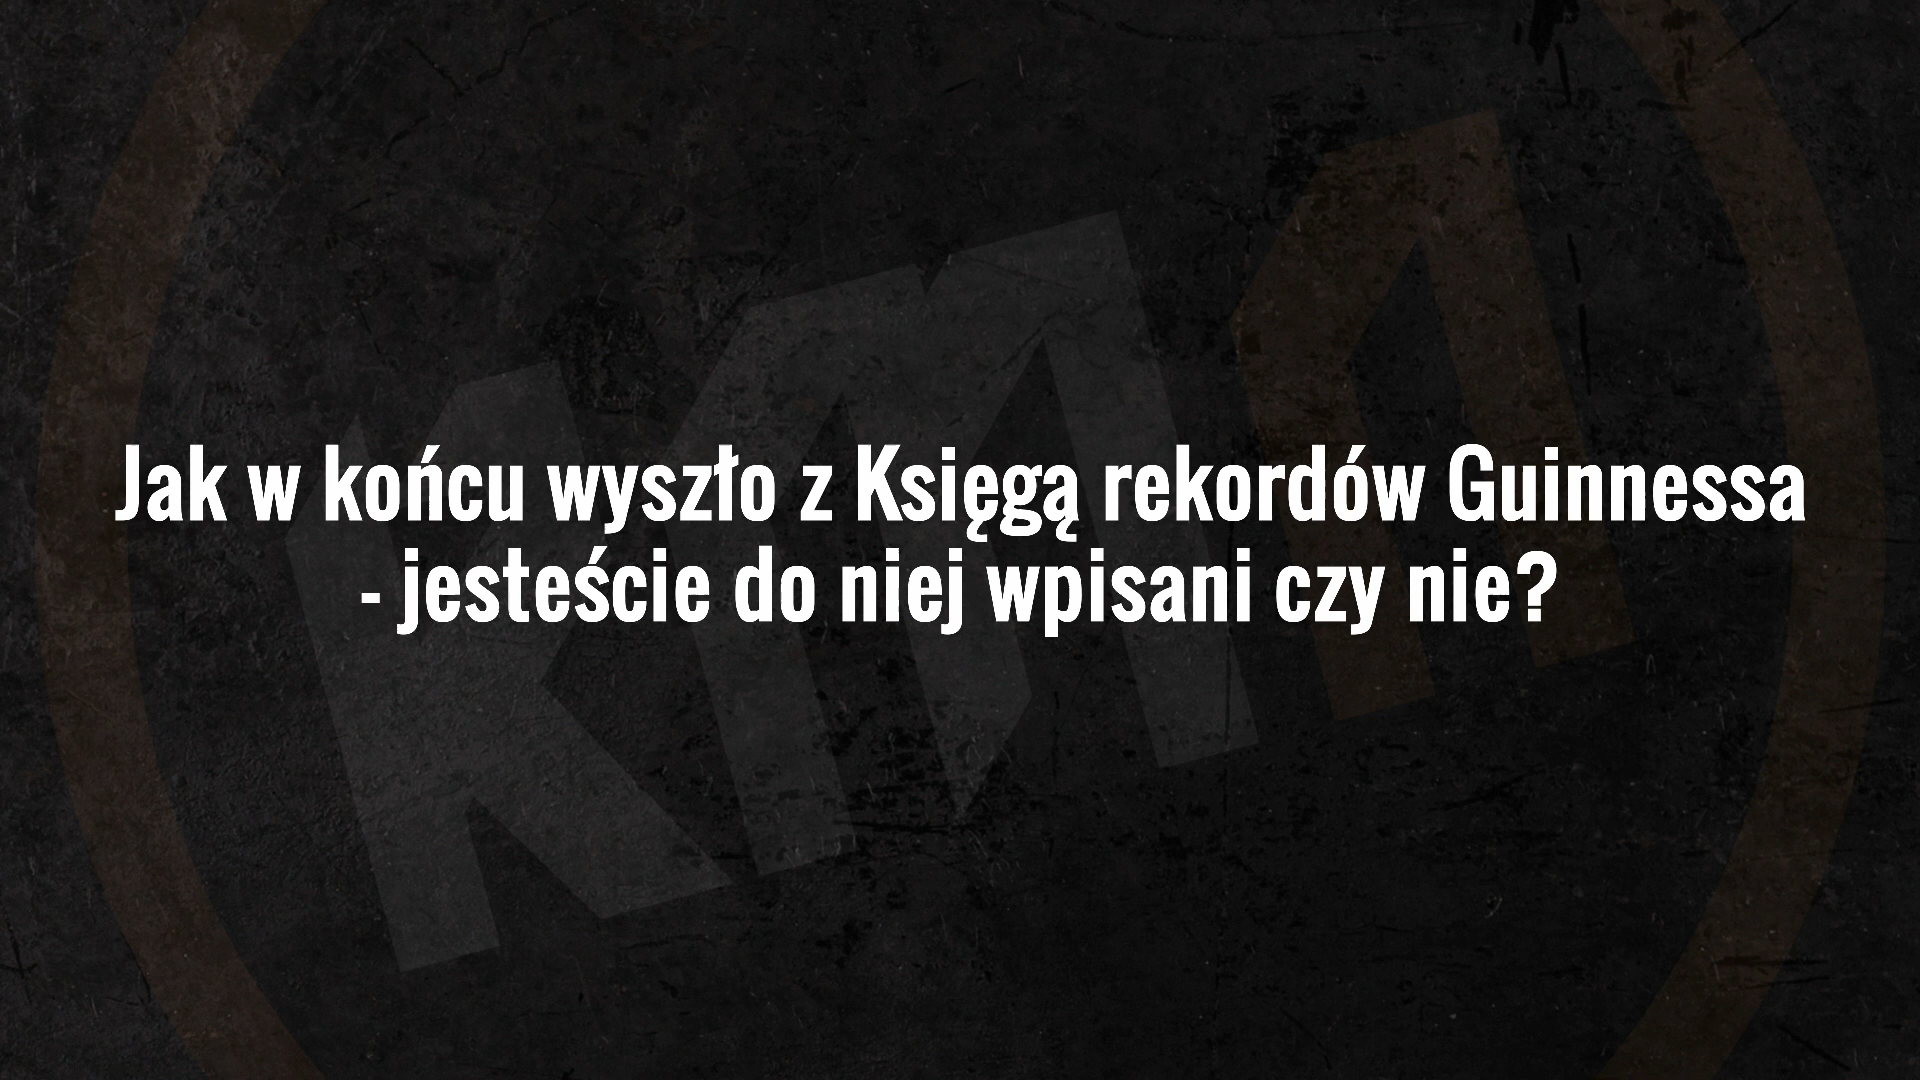 Jak w końcu wyszło z Księgą rekordów Guinnessa
- jesteście do niej wpisani czy nie?